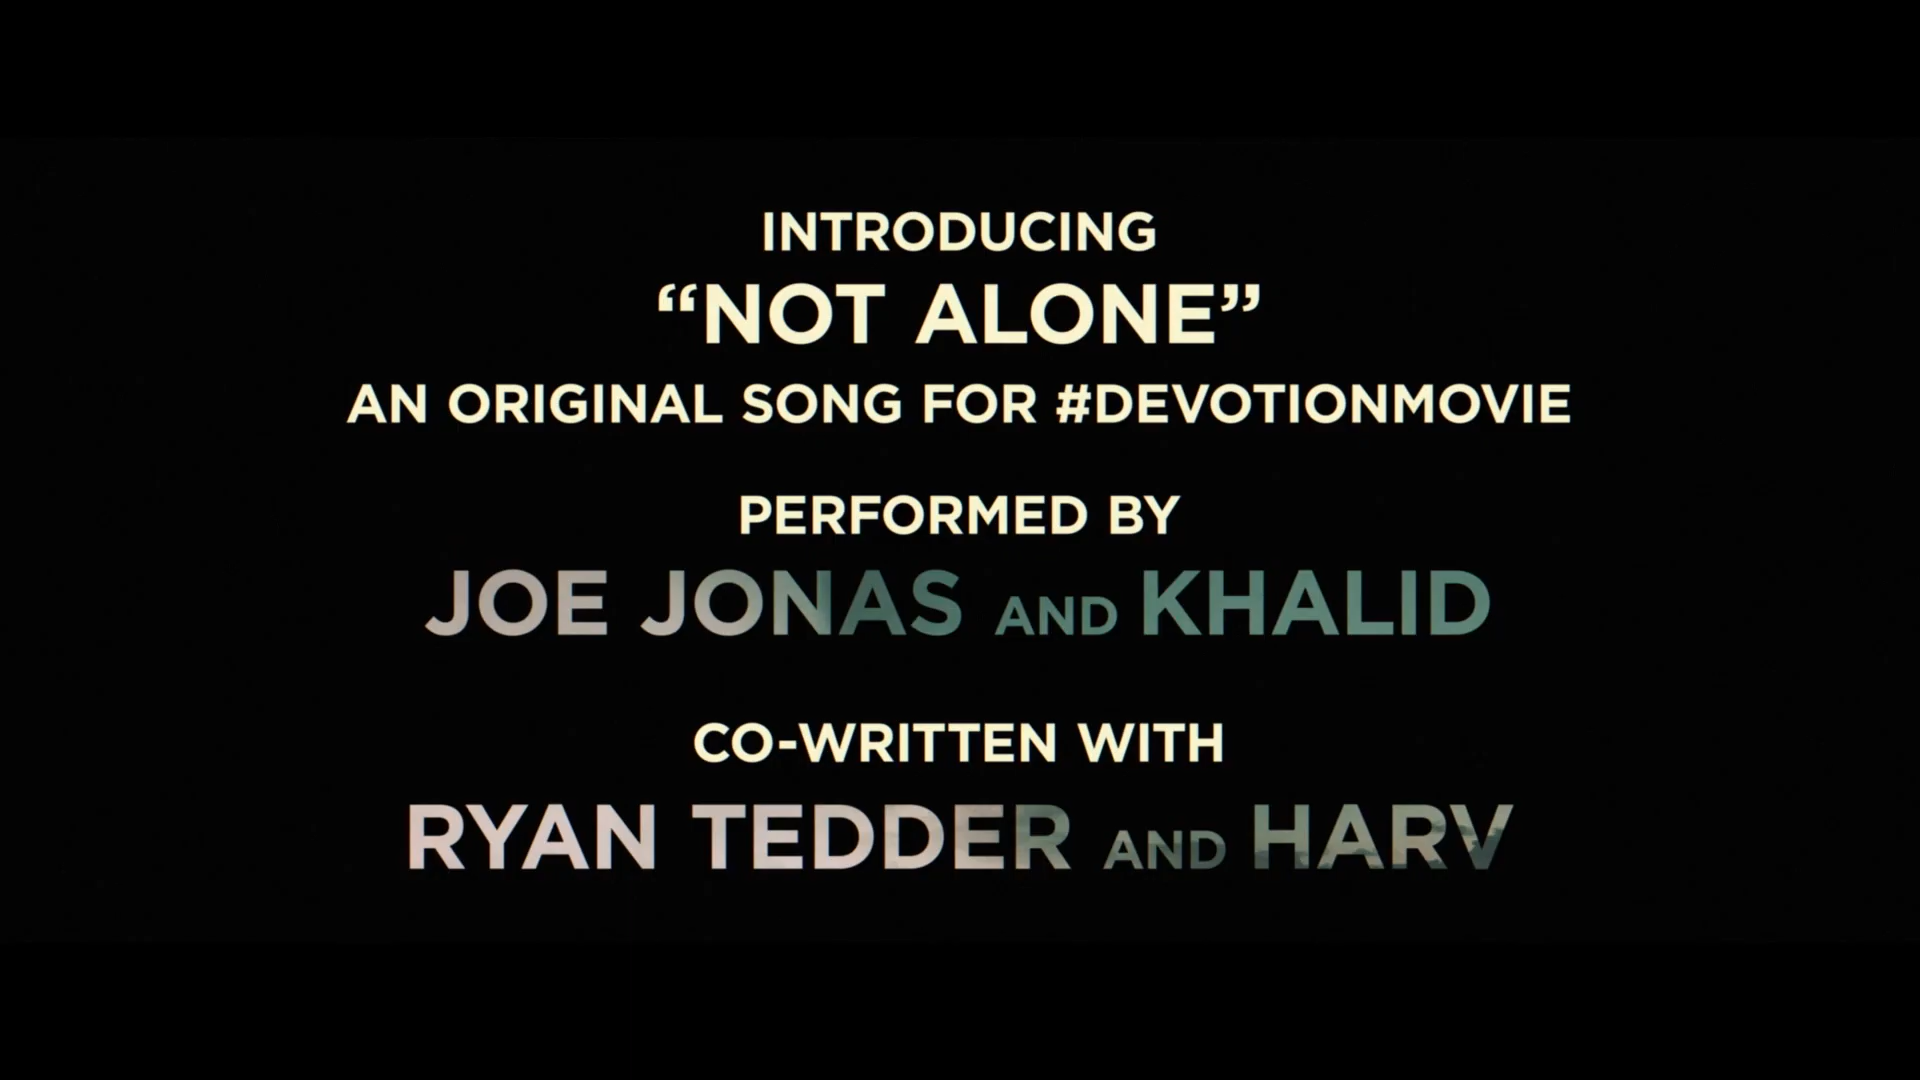 INTRODUCING
“NOT ALONE”
AN ORIGINAL SONG FOR #DEVOTIONMOVIE
PERFORMED BY
JOE JONAS AND KHALID
CO-WRITTEN WITH
RYAN TEDDER AND HARV